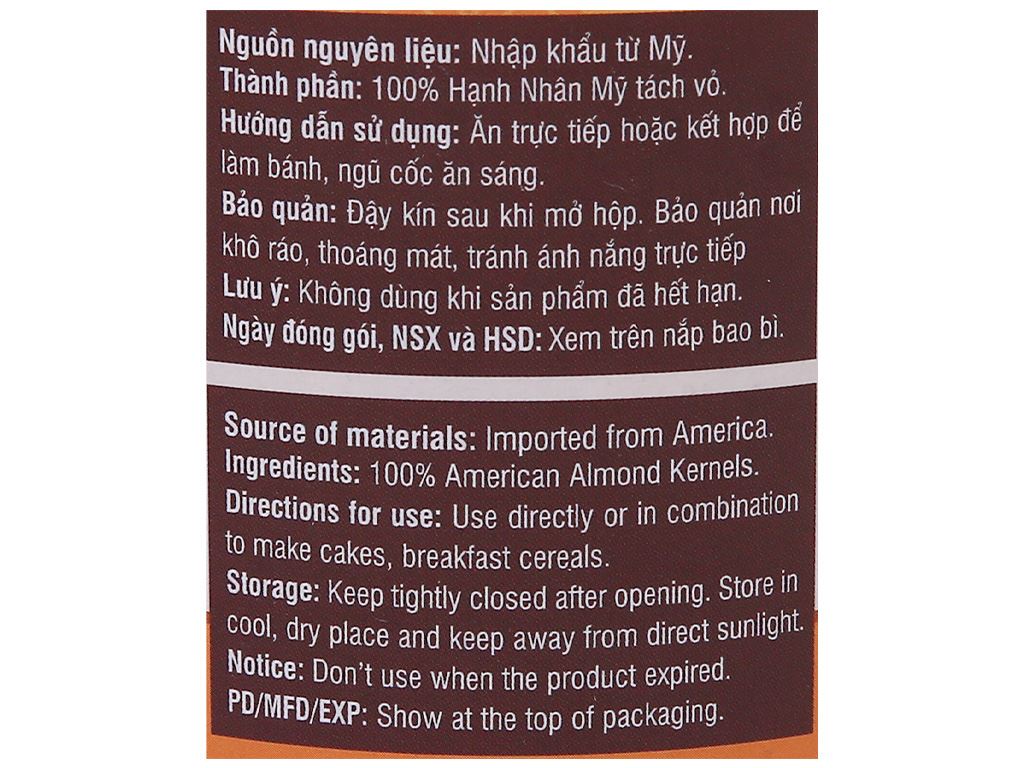 Nguồn nguyên liệu: Nhập khẩu từ Mỹ.
Thành phần: 100% Hạnh Nhân Mỹ tách vỏ.
Hướng dẫn sử dụng: Ăn trực tiếp hoặc kết hợp để
làm bánh, ngũ cốc ăn sáng.
Bảo quản: Đậy kín sau khi mở hộp. Bảo quản nơi
khô ráo, thoáng mát, tránh ánh nắng trực tiếp
Lưu ý: Không dùng khi sản phẩm đã hết hạn.
Ngày đóng gói, NSX và HSD: Xem trên nắp bao bì.
Source of materials: Imported from America.
Ingredients: 100% American Almond Kernels.
Directions for use: Use directly or in combination
to make cakes, breakfast cereals.
Storage: Keep tightly closed after opening. Store in
cool, dry place and keep away from direct sunlight.
Notice: Don't use when the product expired.
PD/MFD/EXP: Show at the top of packaging.